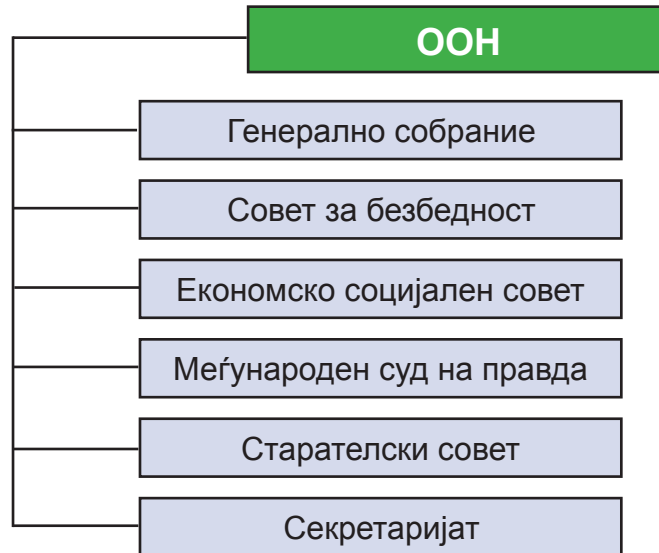 ООН
Генерално собрание
Совет за безбедност
Економско социјален совет
Меѓународен суд на правда
Старателски совет
Секретаријат